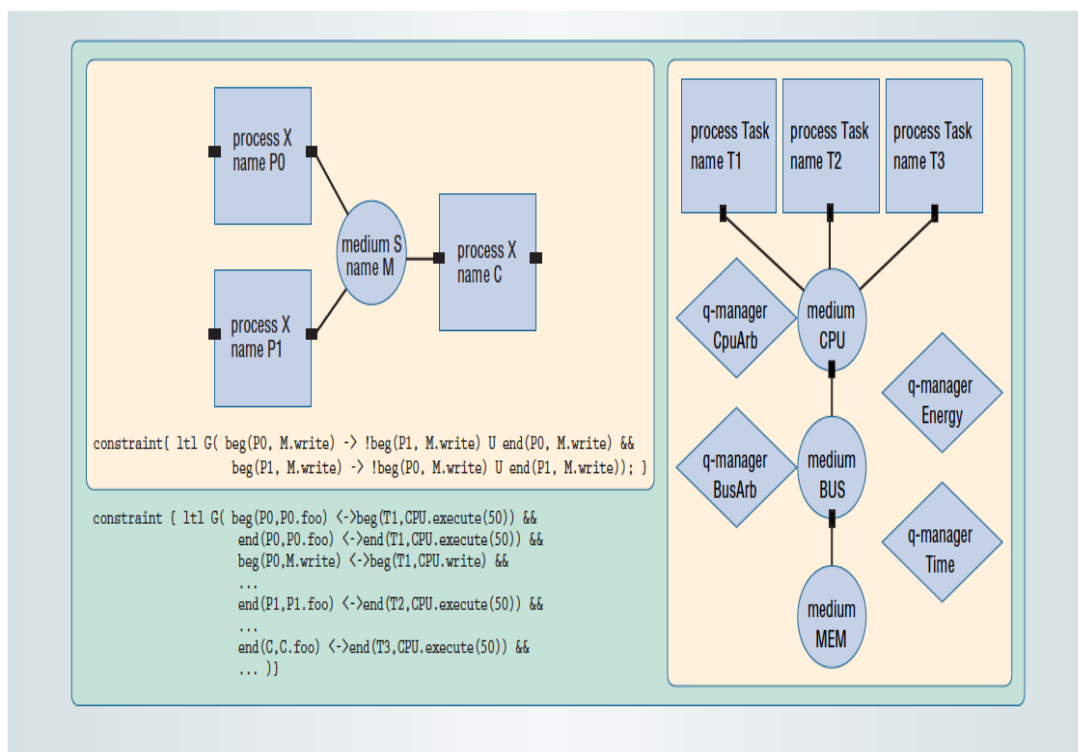 process X
name P0
medium S
name M
process X
name C
process X
name P1
constraint{ ltl G( beg(P0, M.write) -> !beg(P1, M.write) U end(P0, M.write) &&
beg(P1, M.write) -> !beg(P0, M.write) U end(P1, M.write)); }
constraint { ltl G( beg(P0,P0.foo) <->beg(T1,CPU.execute(50)) &&
end(P0,P0.foo) <->end(T1,CPU.execute(50)) &&
beg(P0,M.write) <->beg(T1,CPU.write) &&
...
end(P1,P1.foo) <->end(T2,CPU.execute(50)) &&
...
end(C,C.foo) <->end(T3,CPU.execute(50)) &&
... )}
process Task
name T1
process Task
name T2
process Task
name T3
q-manager
CpuArb
medium
CPU
q-manager
Energy
q-manager
BusArb
medium
BUS
q-manager
Time
medium
MEM